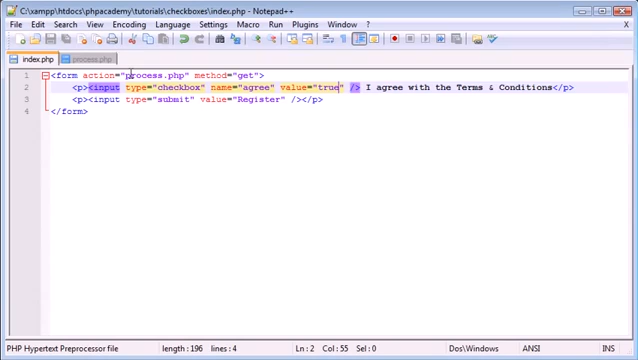 C:\xampp\htdocs\phpacademy\tutorials\checkboxes\index.php - Notepad++
File Edit Search View Encoding Language Settings Macro Run Plugins Window ? X
index.php process.php
1 <form action="process.php" method="get">
2 <p><input type="checkbox" name="agree" value="true" /> I agree with the Terms & Conditions</p>
3 <p><input type="submit" value="Register" /></p>
4 </form>
PHP Hypertext Preprocessor file length : 196 lines : 4 Ln : 2 Col : 55 Sel : 0 Dos\Windows ANSI INS